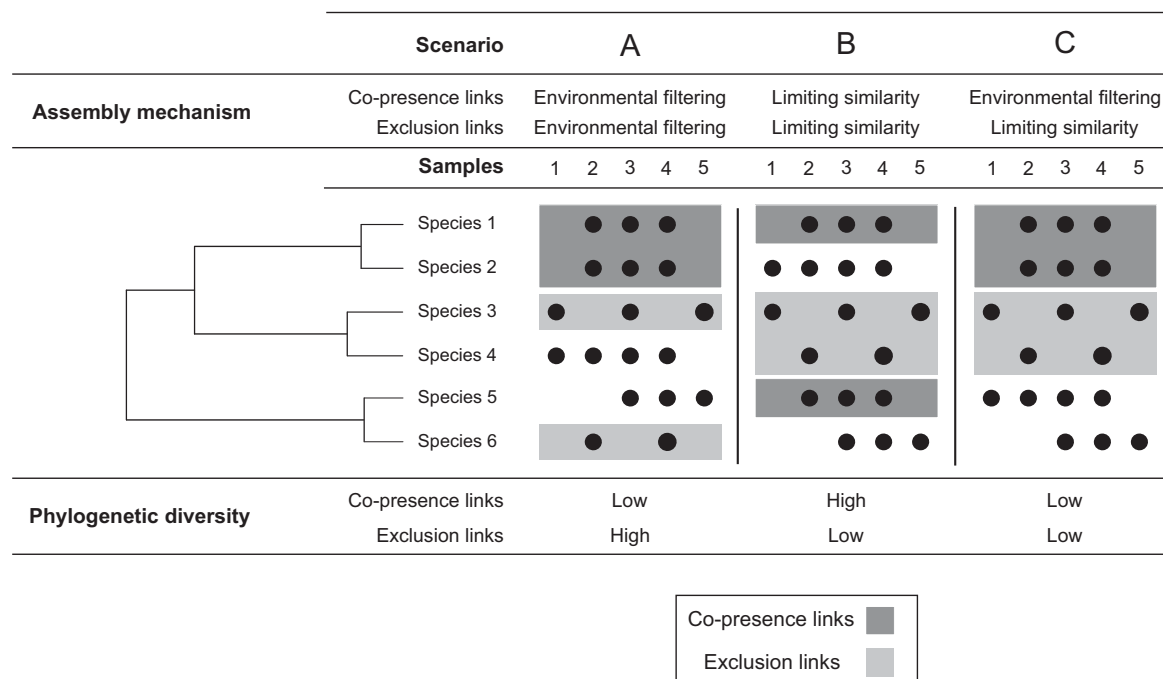 Scenario A B C
Assembly mechanism
Co-presence links Environmental filtering Limiting similarity Environmental filtering
Exclusion links Environmental filtering Limiting similarity Limiting similarity
Samples 1 2 3 4 5 1 2 3 4 5 1 2 3 4 5
Species 1
Species 2
Species 3
Species 4
Species 5
Species 6
Phylogenetic diversity
Co-presence links Low High Low
Exclusion links High Low Low
Co-presence links
Exclusion links